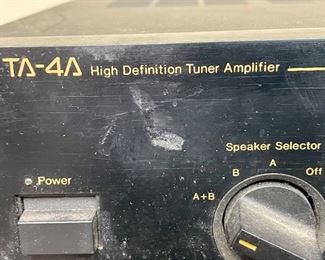 TA-4A High Definition Tuner Amplifier
Speaker Selector
A
B Off
Power
A+B